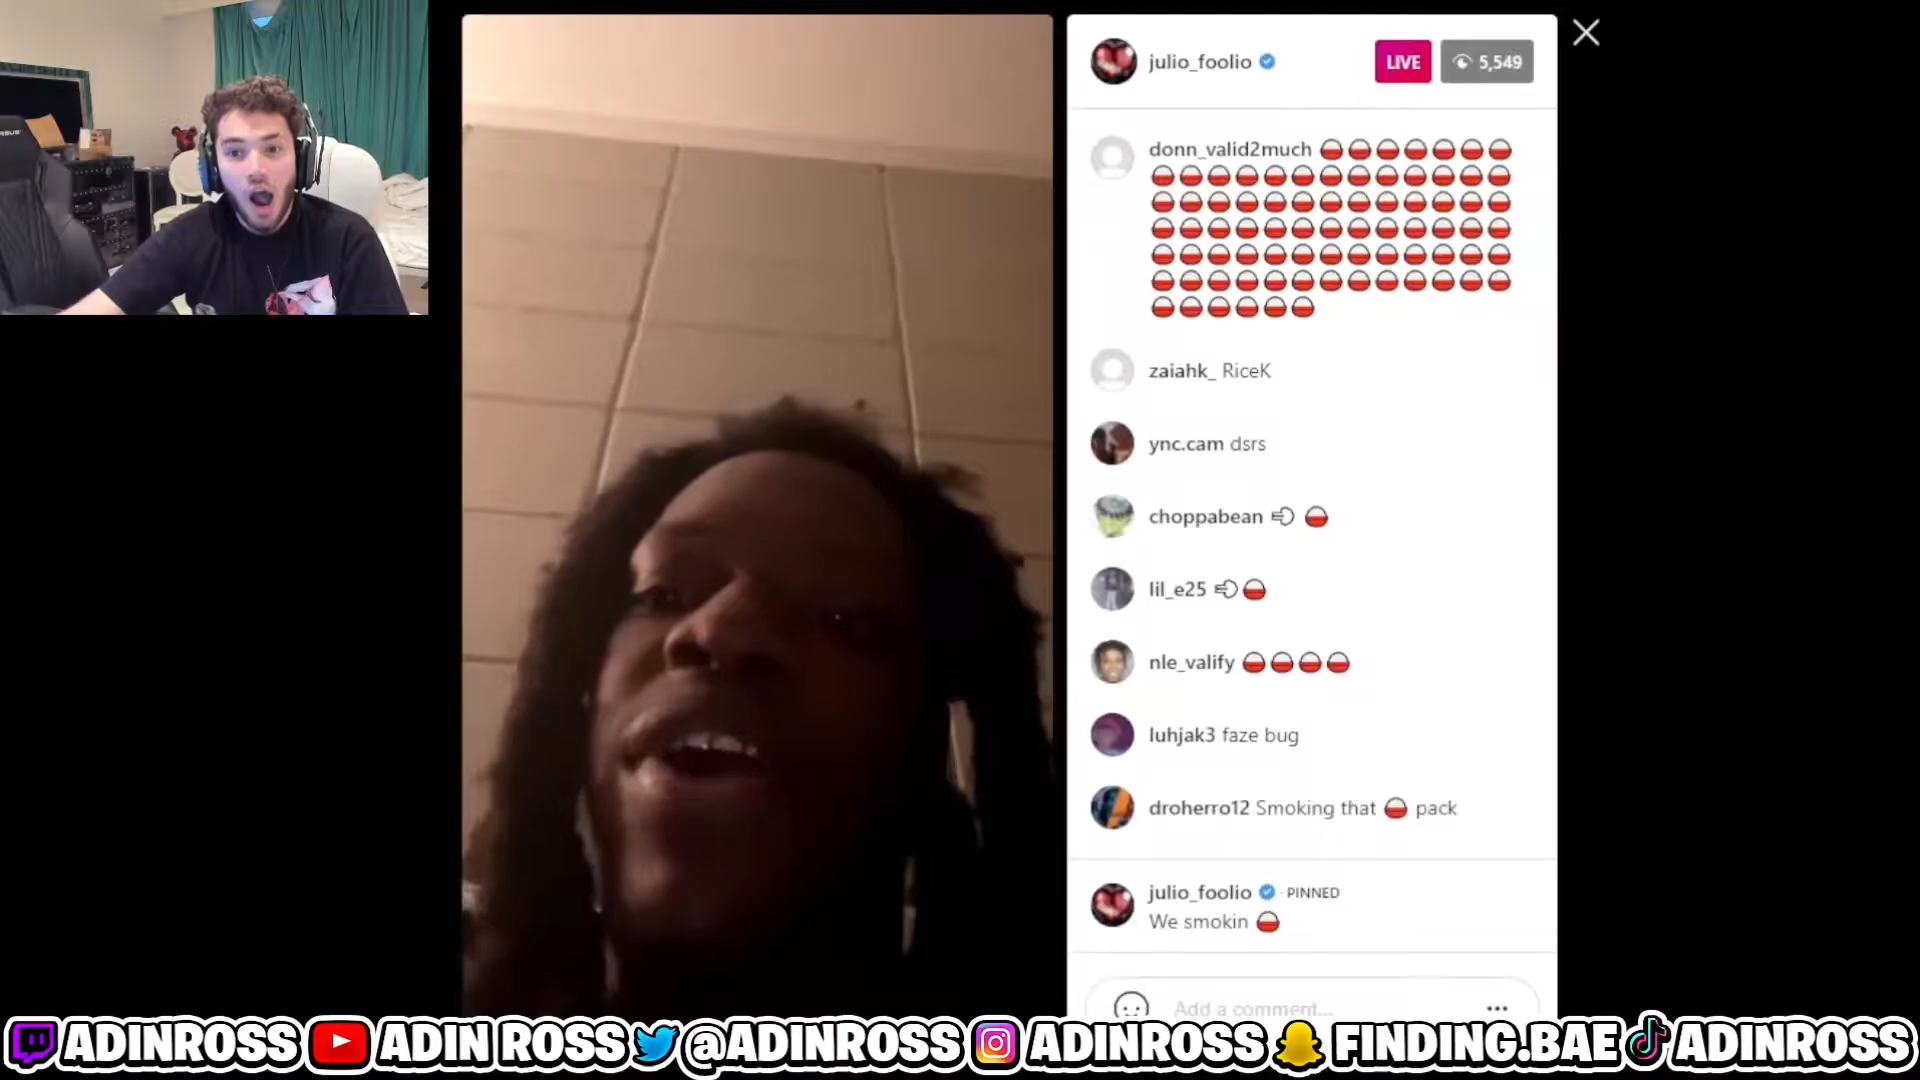 julio_foolio LIVE 5,549
donn_valid2much
zaiahk_ RiceK
ync.cam dsrs
choppabean
lil_e25
nle_valify
luhjak3 faze bug
droherro12 Smoking that pack
julio_foolio · PINNED
We smokin
Add a comment...
ADINROSS ADIN ROSS @ADINROSS ADINROSS FINDING.BAE ADINROSS